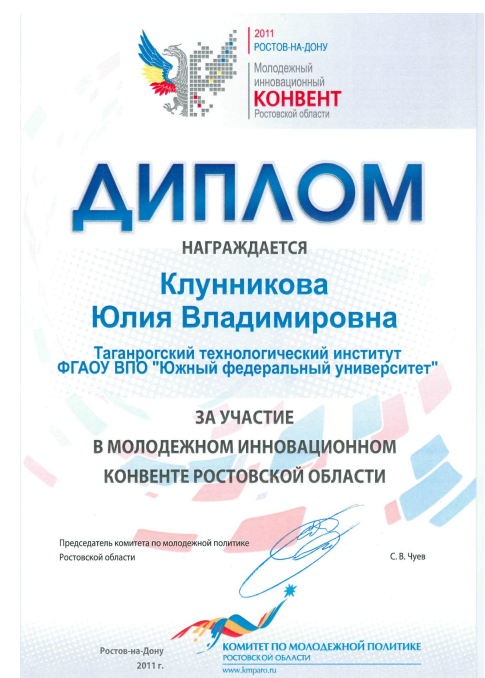 2011
РОСТОВ-НА-ДОНУ
Молодежный
инновационный
КОНВЕНТ
Ростовской области
ДИПЛОМ
НАГРАЖДАЕТСЯ
Клунникова
Юлия Владимировна
Таганрогский технологический институт
ФГАОУ ВПО "Южный федеральный университет"
ЗА УЧАСТИЕ
В МОЛОДЕЖНОМ ИННОВАЦИОННОМ
КОНВЕНТЕ РОСТОВСКОЙ ОБЛАСТИ
Председатель комитета по молодежной политике
Ростовской области
С. В. Чуев
Ростов-на-Дону
2011 г.
КОМИТЕТ ПО МОЛОДЕЖНОЙ ПОЛИТИКЕ
РОСТОВСКОЙ ОБЛАСТИ
www.kmparo.ru